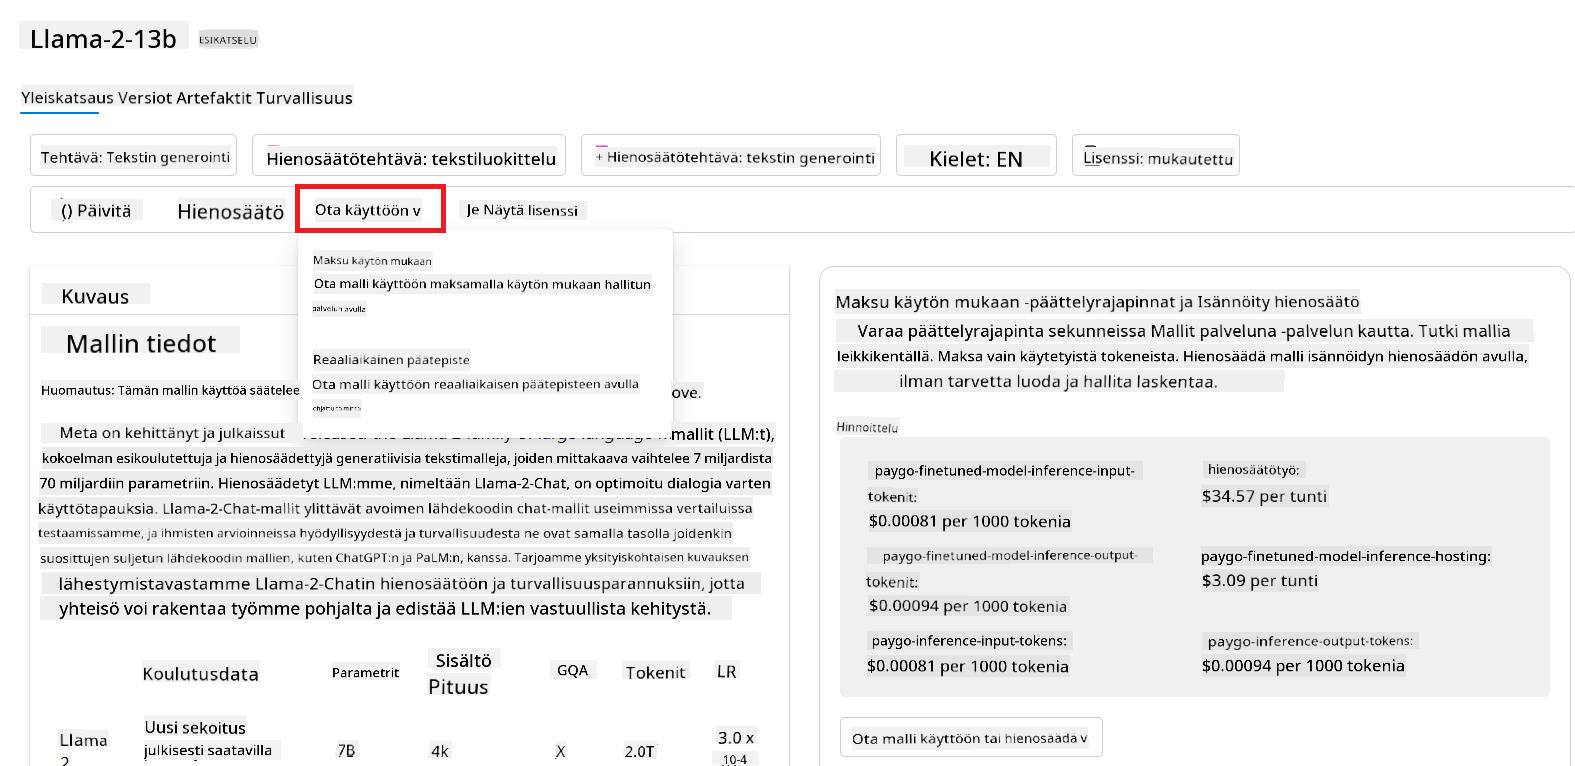 Llama-2-13b ESIKATSELU
Yleiskatsaus Versiot Artefaktit Turvallisuus
Tehtävä: Tekstin generointi
Hienosäätötehtävä: tekstiluokittelu
+ Hienosäätötehtävä: tekstin generointi
Kielet: EN
Lisenssi: mukautettu
() Päivitä
Hienosäätö
Ota käyttöön v
Je Näytä lisenssi
Maksu käytön mukaan
Ota malli käyttöön maksamalla käytön mukaan hallitun
palvelun avulla
Reaaliaikainen päätepiste
Ota malli käyttöön reaaliaikaisen päätepisteen avulla
Kuvaus
Mallin tiedot
Huomautus: Tämän mallin käyttöä säätelee
ove.
Meta on kehittänyt ja julkaissut mallit (LLM:t),
kokoelman esikoulutettuja ja hienosäädettyjä generatiivisia tekstimalleja, joiden mittakaava vaihtelee 7 miljardista
70 miljardiin parametriin. Hienosäädetyt LLM:mme, nimeltään Llama-2-Chat, on optimoitu dialogia varten
käyttötapauksia. Llama-2-Chat-mallit ylittävät avoimen lähdekoodin chat-mallit useimmissa vertailuissa
testaamissamme, ja ihmisten arvioinneissa hyödyllisyydestä ja turvallisuudesta ne ovat samalla tasolla joidenkin
suosittujen suljetun lähdekoodin mallien, kuten ChatGPT:n ja PaLM:n, kanssa. Tarjoamme yksityiskohtaisen kuvauksen
lähestymistavastamme Llama-2-Chatin hienosäätöön ja turvallisuusparannuksiin, jotta
yhteisö voi rakentaa työmme pohjalta ja edistää LLM:ien vastuullista kehitystä.
Koulutusdata
Parametrit
Sisältö
Pituus
GQA
Tokenit
LR
Llama
2
Uusi sekoitus
julkisesti saatavilla
7B
4k
X
2.0T
3.0 x
10-4
Maksu käytön mukaan -päättelyrajapinnat ja Isännöity hienosäätö
Varaa päättelyrajapinta sekunneissa Mallit palveluna -palvelun kautta. Tutki mallia
leikkikentällä. Maksa vain käytetyistä tokeneista. Hienosäädä malli isännöidyn hienosäädön avulla,
ilman tarvetta luoda ja hallita laskentaa.
Hinnoittelu
paygo-finetuned-model-inference-input-
tokenit:
$0.00081 per 1000 tokenia
hienosäätötyö:
$34.57 per tunti
paygo-finetuned-model-inference-output-
tokenit:
$0.00094 per 1000 tokenia
paygo-finetuned-model-inference-hosting:
$3.09 per tunti
paygo-inference-input-tokens:
$0.00081 per 1000 tokenia
paygo-inference-output-tokens:
$0.00094 per 1000 tokenia
Ota malli käyttöön tai hienosäädä v